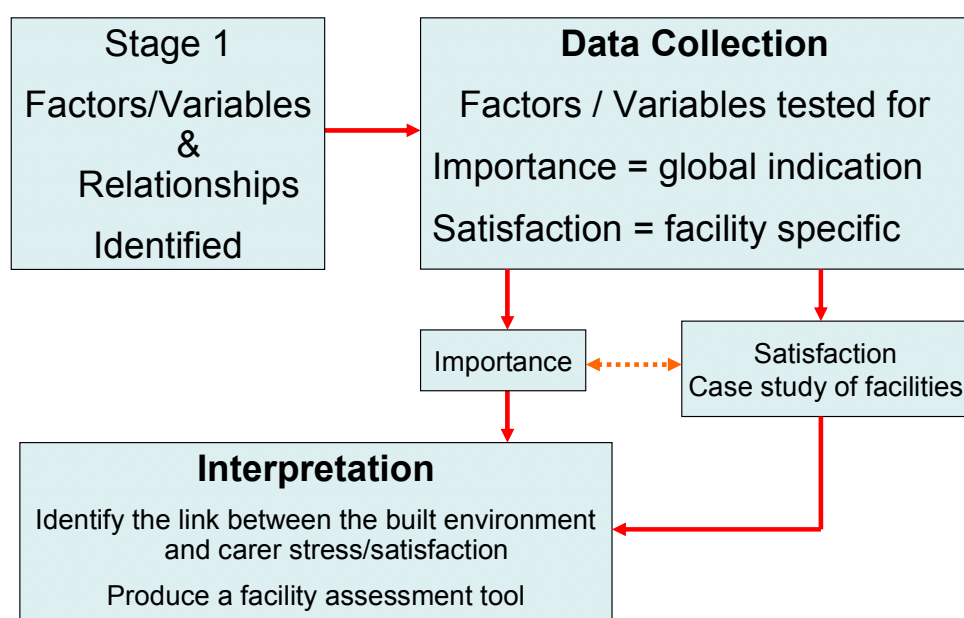 Stage 1
Factors/Variables
&
Relationships
Identified
Data Collection
Factors / Variables tested for
Importance = global indication
Satisfaction = facility specific
Importance
Satisfaction
Case study of facilities
Interpretation
Identify the link between the built environment
and carer stress/satisfaction
Produce a facility assessment tool